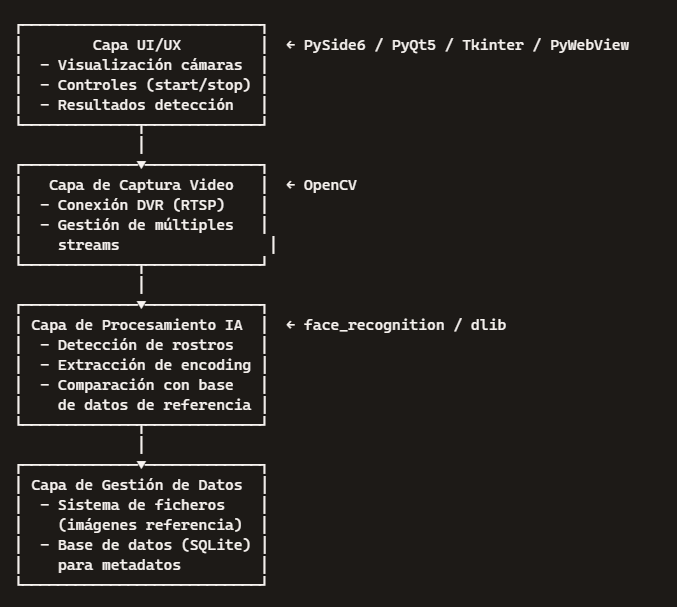 Capa UI/UX ← PySide6 / PyQt5 / Tkinter / PyWebView
- Visualización cámaras
- Controles (start/stop)
- Resultados detección
Capa de Captura Video ← OpenCV
- Conexión DVR (RTSP)
- Gestión de múltiples
streams
Capa de Procesamiento IA ← face_recognition / dlib
- Detección de rostros
- Extracción de encoding
- Comparación con base
de datos de referencia
Capa de Gestión de Datos
- Sistema de ficheros
(imágenes referencia)
- Base de datos (SQLite)
para metadatos